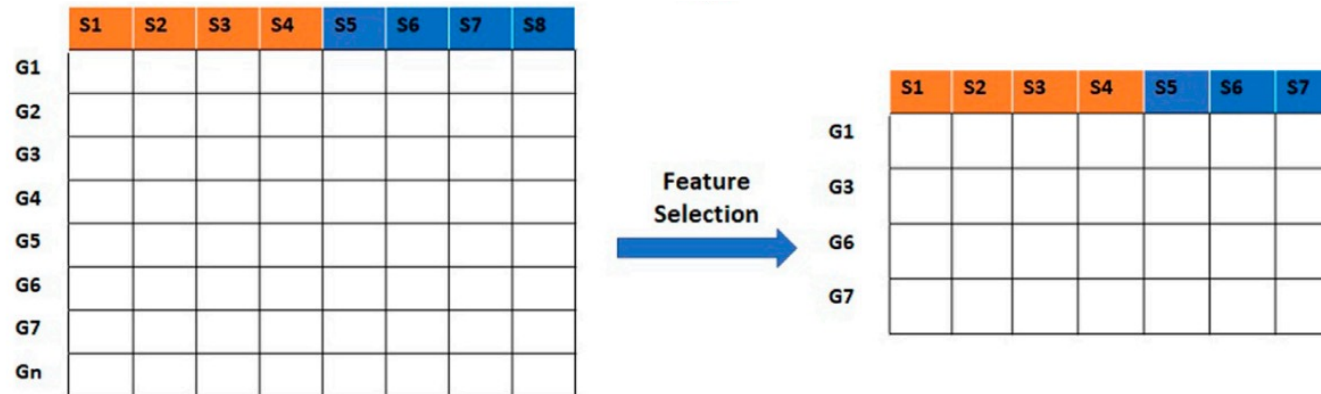 S1 S2 S3 S4 S5 S6 S7 S8
G1
G2
G3
G4
G5
G6
G7
Gn
Feature
Selection
S1 S2 S3 S4 S5 S6 S7
G1
G3
G6
G7